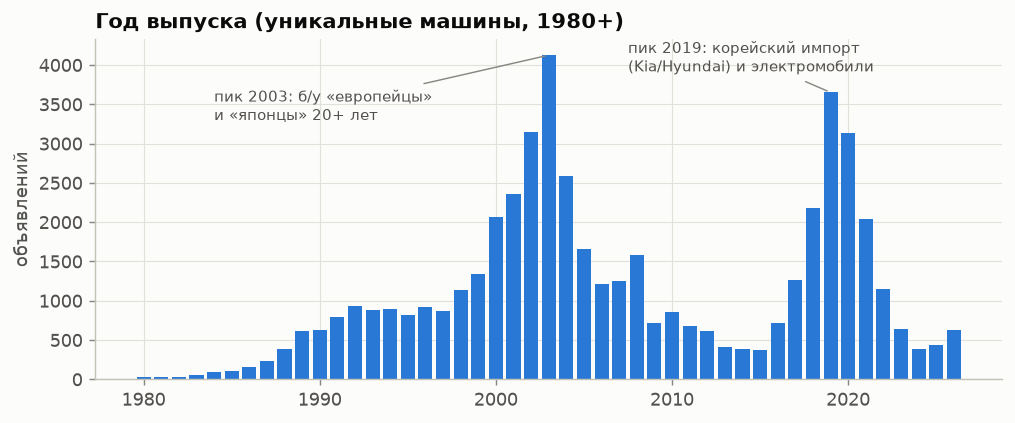 Год выпуска (уникальные машины, 1980+)
пик 2019: корейский импорт
(Kia/Hyundai) и электромобили
пик 2003: б/у «европейцы»
и «японцы» 20+ лет
объявлений
4000
3500
3000
2500
2000
1500
1000
500
0
1980
1990
2000
2010
2020